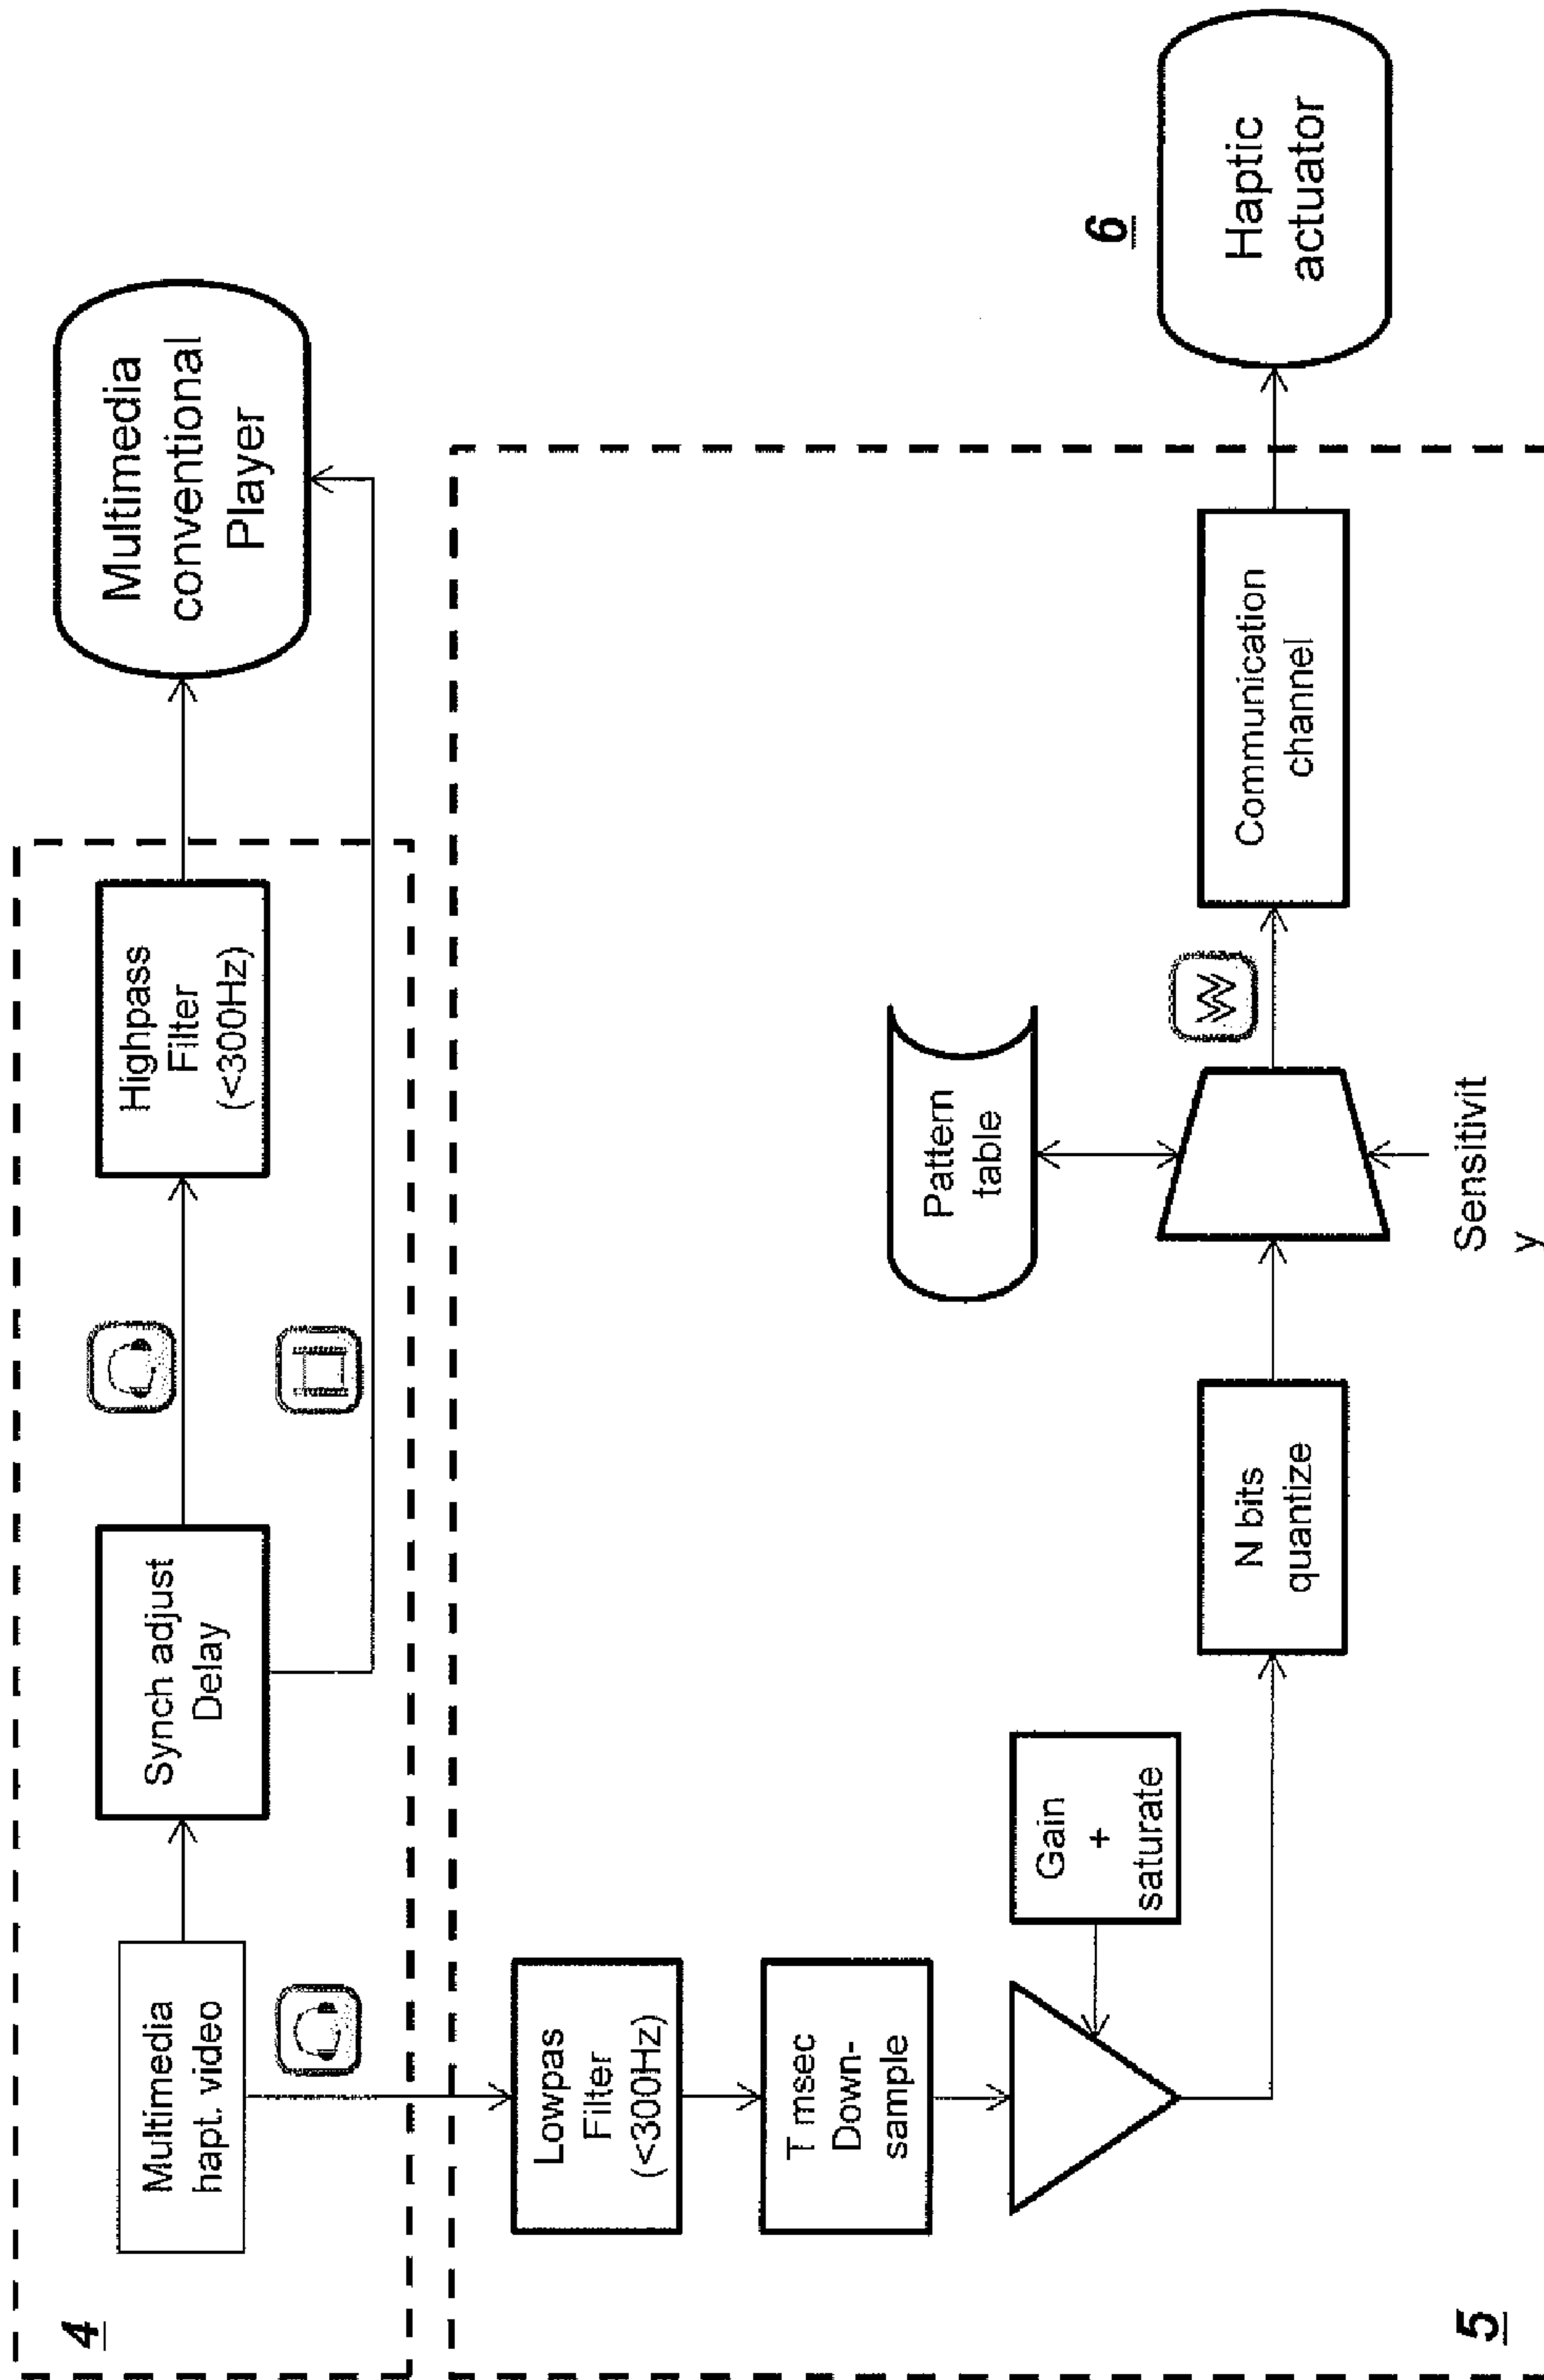 4
Multimedia
hapt. video
Synch adjust
Delay
Highpass
Filter
(<300Hz)
Multimedia
conventional
Player
Lowpas
Filter
(<300Hz)
T msec
Down-
sample
Gain
+
saturate
N bits
quantize
Pattern
table
Sensitivit
y
Communication
channel
6
Haptic
actuator
5